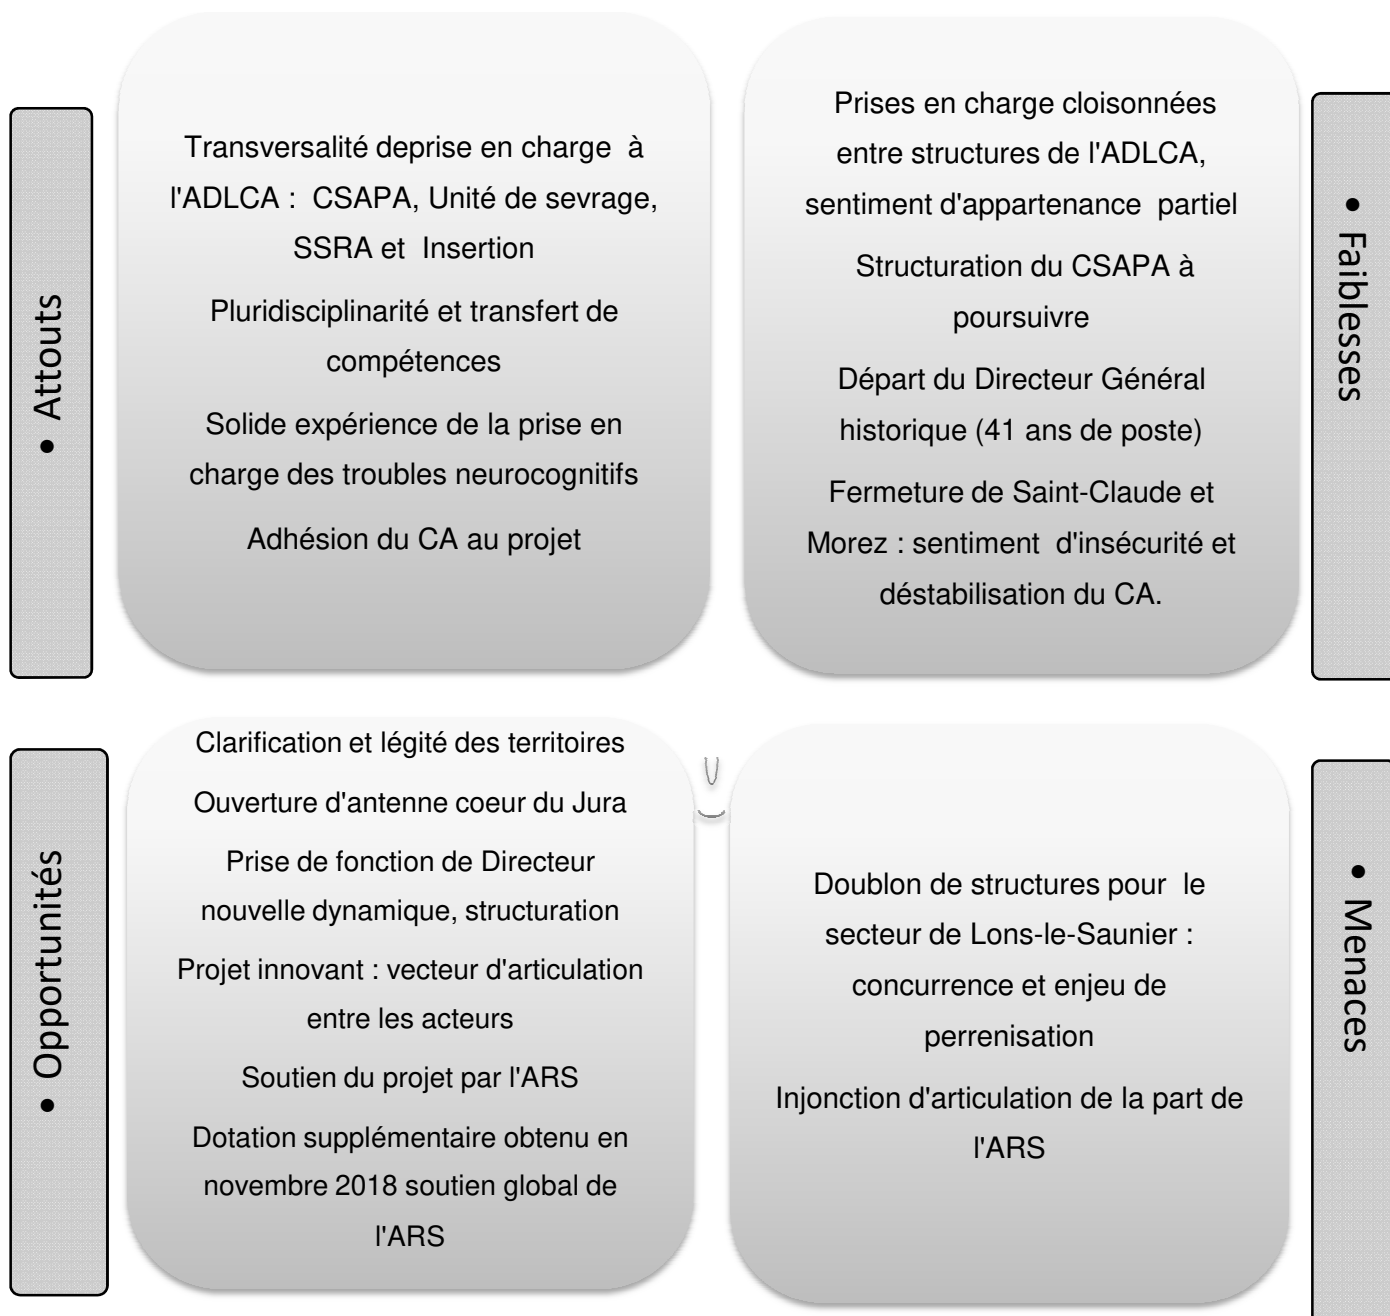 • Attouts
Transversalité deprise en charge à
l'ADLCA : CSAPA, Unité de sevrage,
SSRA et Insertion
Pluridisciplinarité et transfert de
compétences
Solide expérience de la prise en
charge des troubles neurocognitifs
Adhésion du CA au projet
Prises en charge cloisonnées
entre structures de l'ADLCA,
sentiment d'appartenance partiel
Structuration du CSAPA à
poursuivre
Départ du Directeur Général
historique (41 ans de poste)
Fermeture de Saint-Claude et
Morez : sentiment d'insécurité et
déstabilisation du CA.
• Faiblesses
• Opportunités
Clarification et légité des territoires
Ouverture d'antenne coeur du Jura
Prise de fonction de Directeur
nouvelle dynamique, structuration
Projet innovant : vecteur d'articulation
entre les acteurs
Soutien du projet par l'ARS
Dotation supplémentaire obtenu en
novembre 2018 soutien global de
l'ARS
Doublon de structures pour le
secteur de Lons-le-Saunier :
concurrence et enjeu de
perrenisation
Injonction d'articulation de la part de
l'ARS
• Menaces